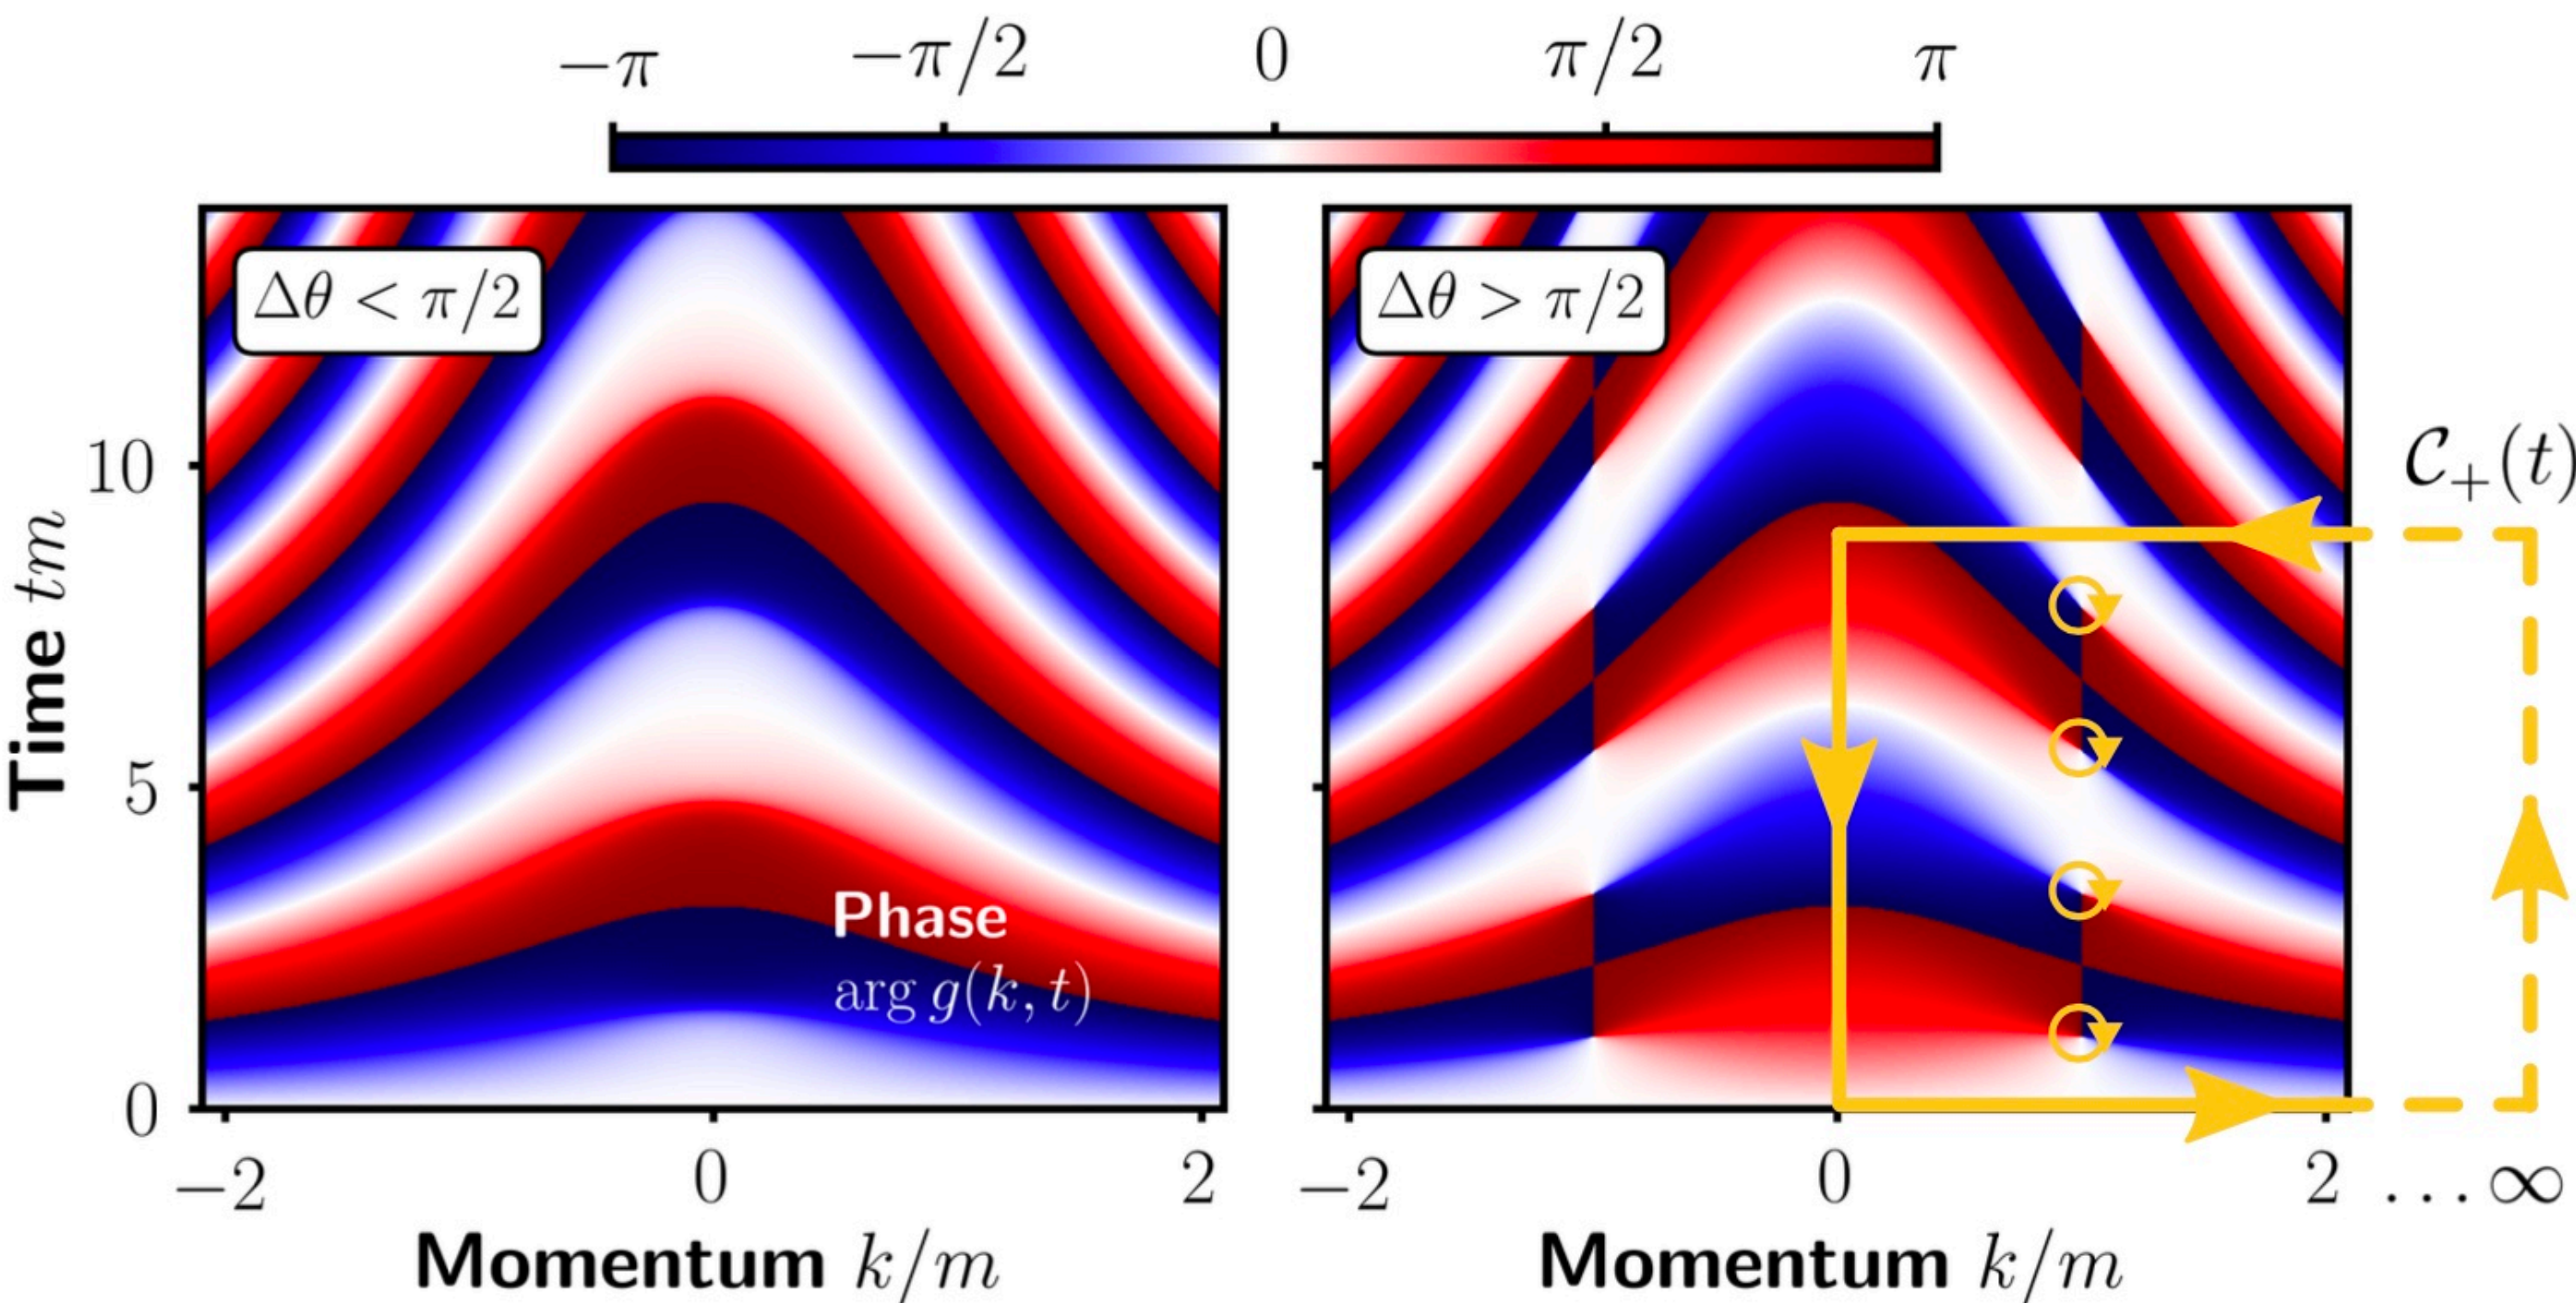 −π −π/2 0 π/2 π
Δθ < π/2
Δθ > π/2
Time tm
10
5
0
Phase
arg g(k, t)
𝒞₊(t)
−2 0 2
−2 0 2 ... ∞
Momentum k/m
Momentum k/m